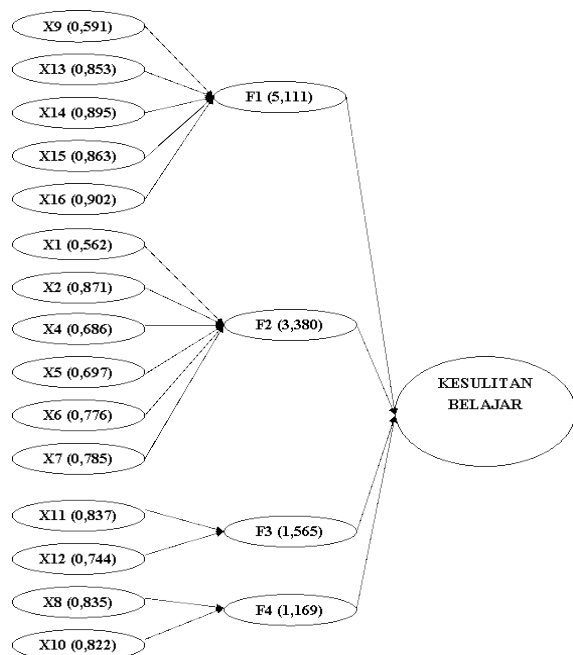 X9 (0,591)
X13 (0,853)
X14 (0,895)
X15 (0,863)
X16 (0,902)
F1 (5,111)
X1 (0,562)
X2 (0,871)
X4 (0,686)
X5 (0,697)
X6 (0,776)
X7 (0,785)
F2 (3,380)
X11 (0,837)
X12 (0,744)
F3 (1,565)
X8 (0,835)
X10 (0,822)
F4 (1,169)
KESULITAN
BELAJAR